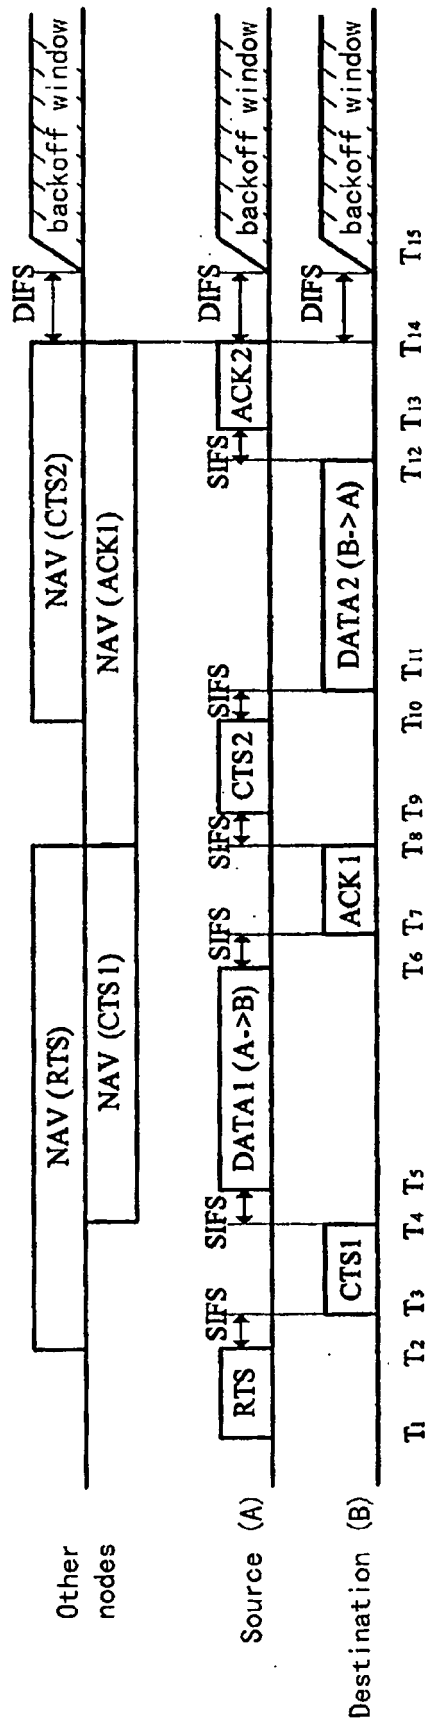 Other
nodes
NAV (RTS)
NAV (CTS2)
DIFS
backoff window
NAV (CTS1)
NAV (ACK1)
Source (A)
RTS
SIFS
SIFS
DATA1 (A->B)
SIFS
SIFS
CTS2
SIFS
SIFS
ACK2
DIFS
backoff window
Destination (B)
CTS1
ACK1
DATA2 (B->A)
DIFS
backoff window
T1 T2 T3 T4 T5 T6 T7 T8 T9 T10 T11 T12 T13 T14 T15